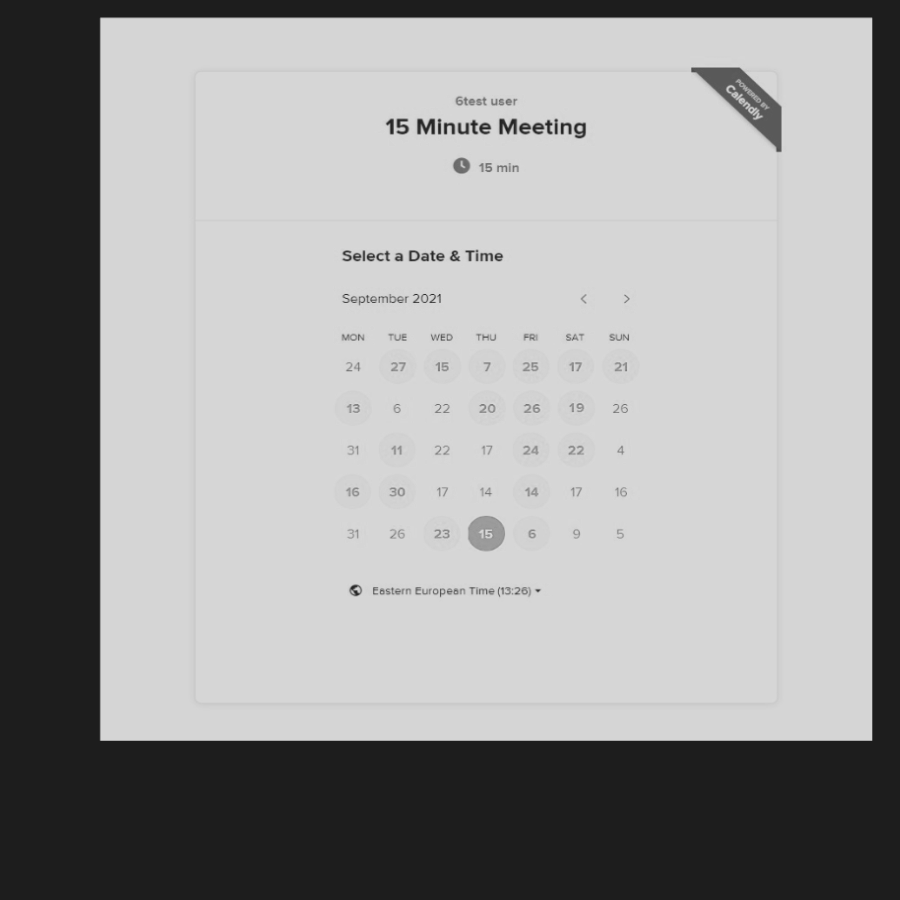 POWERED BY
Calendly
6test user
15 Minute Meeting
15 min
Select a Date & Time
September 2021
MON TUE WED THU FRI SAT SUN
24 27 15 7 25 17 21
13 6 22 20 26 19 26
31 11 22 17 24 22 4
16 30 17 14 14 17 16
31 26 23 15 6 9 5
Eastern European Time (13:26)